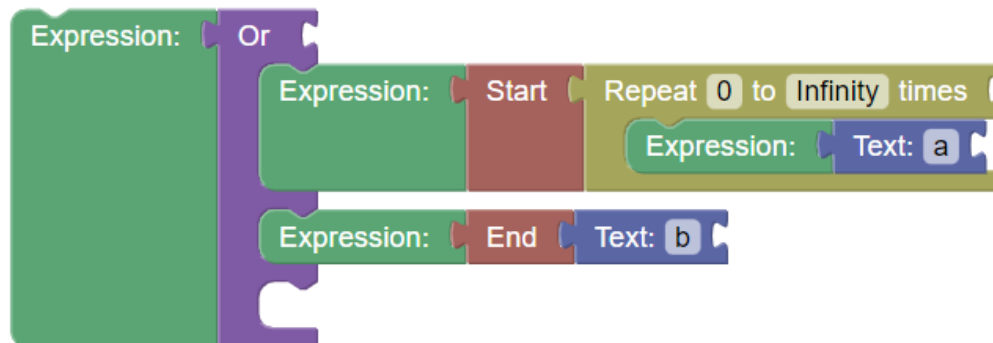 Expression: Or
Expression: Start Repeat 0 to Infinity times
Expression: Text: a
Expression: End Text: b